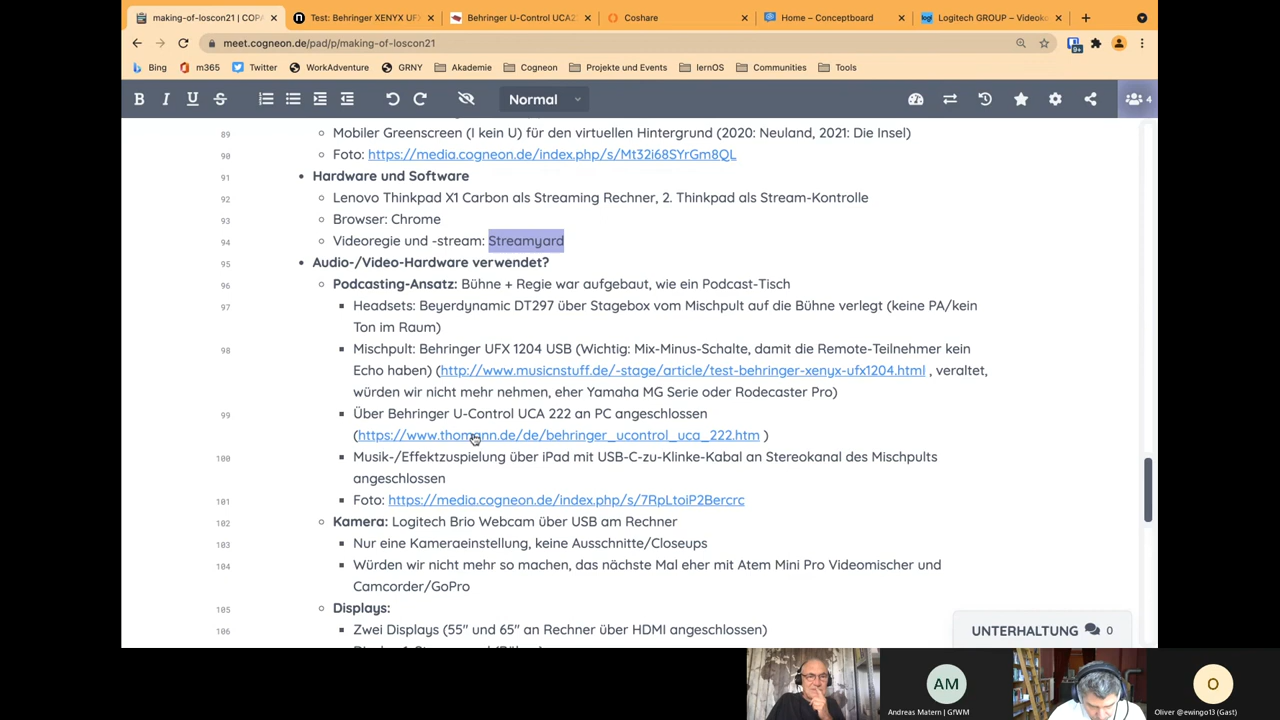 making-of-loscon21 | COPA
Test: Behringer XENYX UFX
Behringer U-Control UCA22
Coshare
Home – Conceptboard
Logitech GROUP – Videoko
meet.cogneon.de/pad/p/making-of-loscon21
Bing
m365
Twitter
WorkAdventure
GRNY
Akademie
Cogneon
Projekte und Events
lernOS
Communities
Tools
Normal
4
89 Mobiler Greenscreen (I kein U) für den virtuellen Hintergrund (2020: Neuland, 2021: Die Insel)
90 Foto: https://media.cogneon.de/index.php/s/Mt32i68SYrGm8QL
91 Hardware und Software
92 Lenovo Thinkpad X1 Carbon als Streaming Rechner, 2. Thinkpad als Stream-Kontrolle
93 Browser: Chrome
94 Videoregie und -stream: Streamyard
95 Audio-/Video-Hardware verwendet?
96 Podcasting-Ansatz: Bühne + Regie war aufgebaut, wie ein Podcast-Tisch
97 Headsets: Beyerdynamic DT297 über Stagebox vom Mischpult auf die Bühne verlegt (keine PA/kein
Ton im Raum)
98 Mischpult: Behringer UFX 1204 USB (Wichtig: Mix-Minus-Schalte, damit die Remote-Teilnehmer kein
Echo haben) (http://www.musicnstuff.de/-stage/article/test-behringer-xenyx-ufx1204.html , veraltet,
würden wir nicht mehr nehmen, eher Yamaha MG Serie oder Rodecaster Pro)
99 Über Behringer U-Control UCA 222 an PC angeschlossen
(https://www.thomann.de/de/behringer_ucontrol_uca_222.htm )
100 Musik-/Effektzuspielung über iPad mit USB-C-zu-Klinke-Kabal an Stereokanal des Mischpults
angeschlossen
101 Foto: https://media.cogneon.de/index.php/s/7RpLtoiP2Bercrc
102 Kamera: Logitech Brio Webcam über USB am Rechner
103 Nur eine Kameraeinstellung, keine Ausschnitte/Closeups
104 Würden wir nicht mehr so machen, das nächste Mal eher mit Atem Mini Pro Videomischer und
Camcorder/GoPro
105 Displays:
106 Zwei Displays (55" und 65" an Rechner über HDMI angeschlossen)
UNTERHALTUNG 0
AM
Andreas Matern | GfWM
O
Oliver @ewingo13 (Gast)